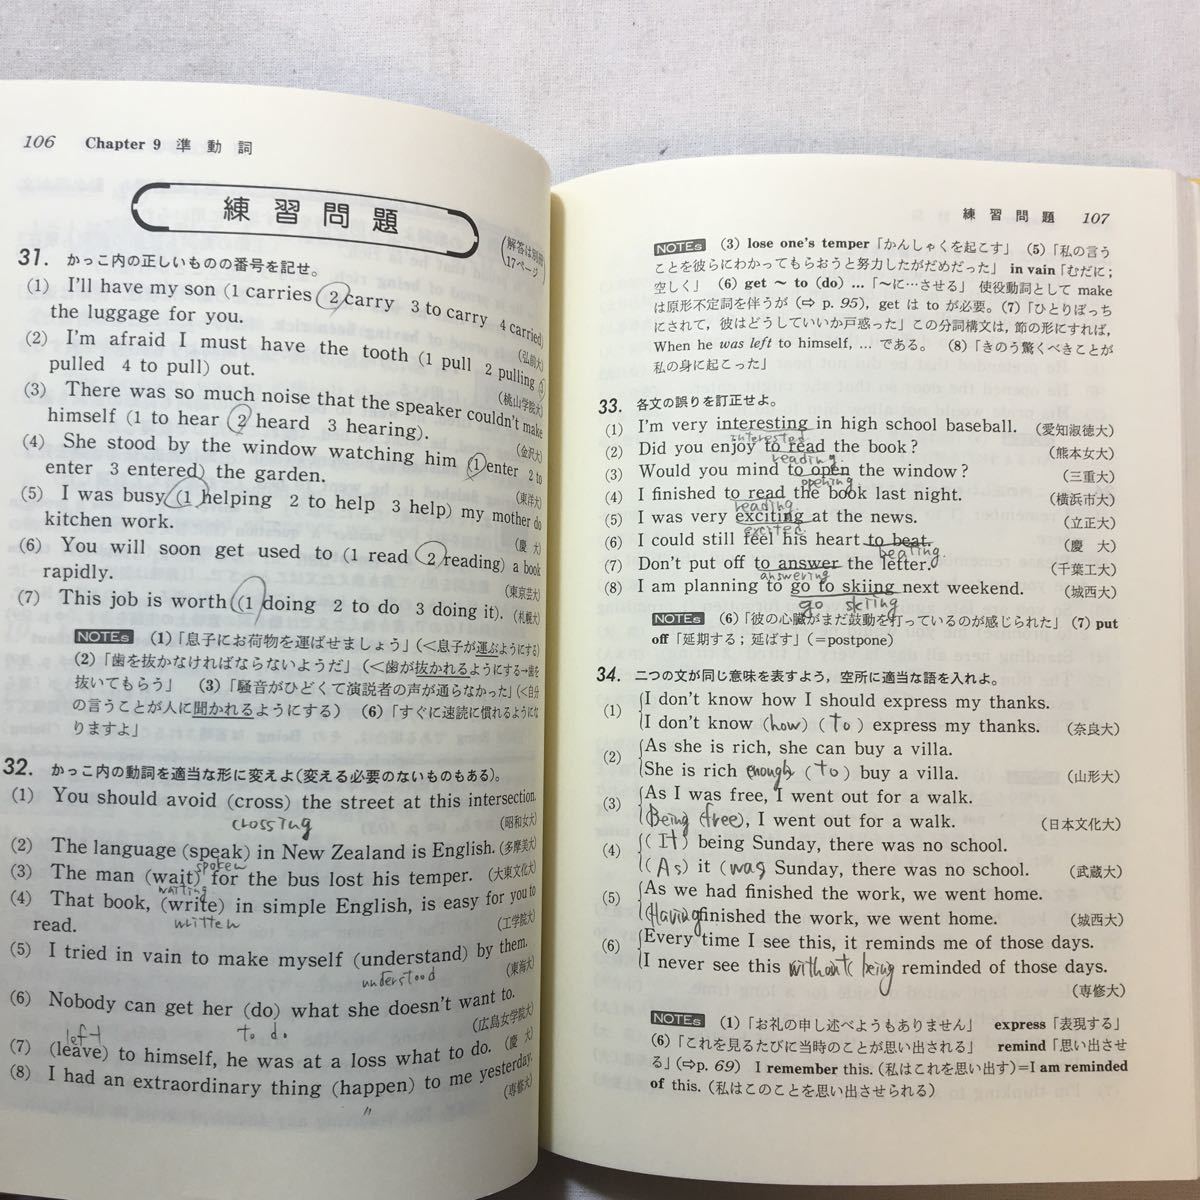 106 Chapter 9 準動詞
練習問題
(解答は別冊
17ページ)
31. かっこ内の正しいものの番号を記せ。
(1) I'll have my son (1 carries 2 carry 3 to carry 4 carried)
the luggage for you.
(弘前大)
(2) I'm afraid I must have the tooth (1 pull 2 pulling 3
pulled 4 to pull) out.
(桃山学院大)
(3) There was so much noise that the speaker couldn't make
himself (1 to hear 2 heard 3 hearing).
(金沢大)
(4) She stood by the window watching him (1 enter 2 to
enter 3 entered) the garden.
(東洋大)
(5) I was busy (1 helping 2 to help 3 help) my mother do
kitchen work.
(慶大)
(6) You will soon get used to (1 read 2 reading) a book
rapidly.
(東京芸大)
(7) This job is worth (1 doing 2 to do 3 doing it). (札幌大)
NOTEs (1)「息子にお荷物を運ばせましょう」(<息子が運ぶようにする)
(2)「歯を抜かなければならないようだ」(<歯が抜かれるようにする→歯を
抜いてもらう」 (3)「騒音がひどくて演説者の声が通らなかった」(<自分
の言うことが人に聞かれるようにする) (6)「すぐに速読に慣れるようにな
りますよ」
32. かっこ内の動詞を適当な形に変えよ(変える必要のないものもある)。
(1) You should avoid (cross) the street at this intersection.
crossing
(昭和女大)
(2) The language (speak) in New Zealand is English. (多摩美大)
spoken
(3) The man (wait) for the bus lost his temper. (大東文化大)
waiting
(4) That book, (write) in simple English, is easy for you to
written
read.
(工学院大)
(5) I tried in vain to make myself (understand) by them.
understood
(東海大)
(6) Nobody can get her (do) what she doesn't want to.
to do.
(広島女学院大)
left
(7) (leave) to himself, he was at a loss what to do. (慶大)
(8) I had an extraordinary thing (happen) to me yesterday.
〃
(専修大)
練習問題 107
NOTEs (3) lose one's temper「かんしゃくを起こす」 (5)「私の言う
ことを彼らにわかってもらおうと努力したがだめだった」 in vain「むだに;
空しく」 (6) get ~ to (do) ...「~に…させる」 使役動詞として make
は原形不定詞を伴うが (⇨ p. 95), get は to が必要。(7)「ひとりぼっち
にされて, 彼はどうしていいか戸惑った」この分詞構文は, 節の形にすれば,
When he was left to himself, ... である。 (8)「きのう驚くべきことが
私の身に起こった」
33. 各文の誤りを訂正せよ。
(1) I'm very interesting in high school baseball. (愛知淑徳大)
interested
(2) Did you enjoy to read the book? (熊本女大)
reading
(3) Would you mind to open the window? (三重大)
opening
(4) I finished to read the book last night. (横浜市大)
reading
(5) I was very exciting at the news. (立正大)
excited
(6) I could still feel his heart to beat. (慶大)
beating.
(7) Don't put off to answer the letter. (千葉工大)
answering
(8) I am planning to go to skiing next weekend. (城西大)
go skiing
NOTEs (6)「彼の心臓がまだ鼓動を打っているのが感じられた」 (7) put
off「延期する; 延ばす」(=postpone)
34. 二つの文が同じ意味を表すよう, 空所に適当な語を入れよ。
(1) I don't know how I should express my thanks.
I don't know (how) (to) express my thanks. (奈良大)
(2) As she is rich, she can buy a villa.
She is rich enough (to) buy a villa. (山形大)
(3) As I was free, I went out for a walk.
(Being free), I went out for a walk. (日本文化大)
(4) (It) being Sunday, there was no school.
(As) it (was Sunday, there was no school. (武蔵大)
(5) As we had finished the work, we went home.
(Having finished the work, we went home. (城西大)
(6) Every time I see this, it reminds me of those days.
I never see this without being reminded of those days.
(専修大)
NOTEs (1)「お礼の申し述べようもありません」 express「表現する」
(6)「これを見るたびに当時のことが思い出される」 remind「思い出させ
る」(⇨p. 69) I remember this. (私はこれを思い出す)=I am reminded
of this. (私はこのことを思い出させられる)